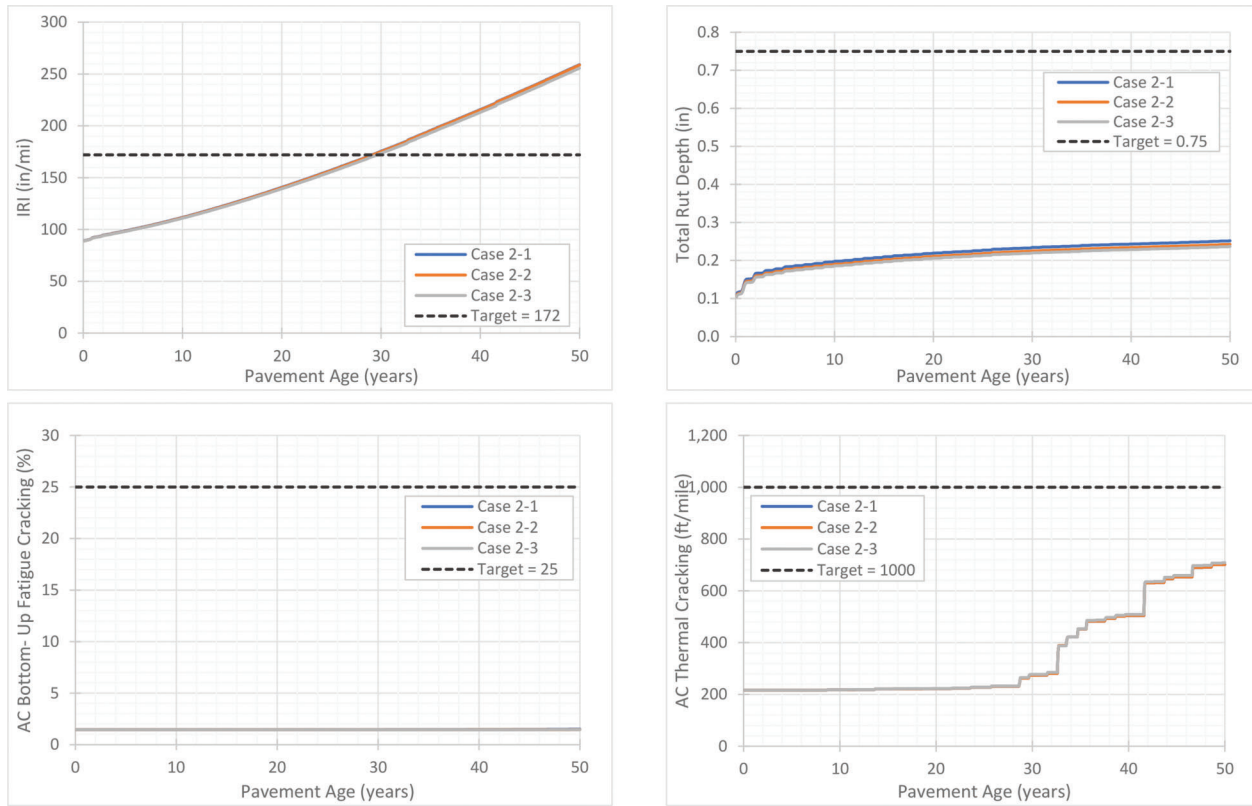 300
250
200
150
100
50
0
IRI (in/mi)
Case 2-1
Case 2-2
Case 2-3
Target = 172
0 10 20 30 40 50
Pavement Age (years)
0.8
0.7
0.6
0.5
0.4
0.3
0.2
0.1
0.0
Total Rut Depth (in)
Case 2-1
Case 2-2
Case 2-3
Target = 0.75
0 10 20 30 40 50
Pavement Age (years)
30
25
20
15
10
5
0
AC Bottom- Up Fatigue Cracking (%)
Case 2-1
Case 2-2
Case 2-3
Target = 25
0 10 20 30 40 50
Pavement Age (years)
1,200
1,000
800
600
400
200
0
AC Thermal Cracking (ft/mile)
Case 2-1
Case 2-2
Case 2-3
Target = 1000
0 10 20 30 40 50
Pavement Age (years)